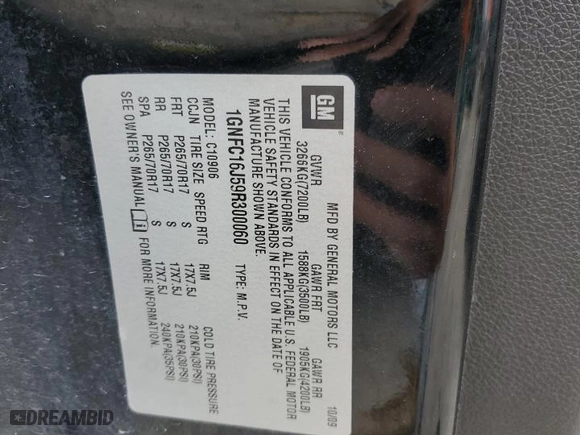 GM
MFD BY GENERAL MOTORS LLC 10/09
GVWR GAWR FRT GAWR RR
3266KG(7200LB) 1588KG(3500LB) 1905KG(4200LB)
THIS VEHICLE CONFORMS TO ALL APPLICABLE U.S. FEDERAL MOTOR
VEHICLE SAFETY STANDARDS IN EFFECT ON THE DATE OF
MANUFACTURE SHOWN ABOVE.
1GNFC16J59R300060 TYPE: M.P.V.
MODEL: C10906
CCJN TIRE SIZE SPEED RTG RIM COLD TIRE PRESSURE
FRT P265/70R17 S 17X7.5J 210KPA(30PSI)
RR P265/70R17 S 17X7.5J 210KPA(30PSI)
SPA P265/70R17 S 17X7.5J 240KPA(35PSI)
SEE OWNER'S MANUAL FOR MORE INFORMATION.
DREAMBID